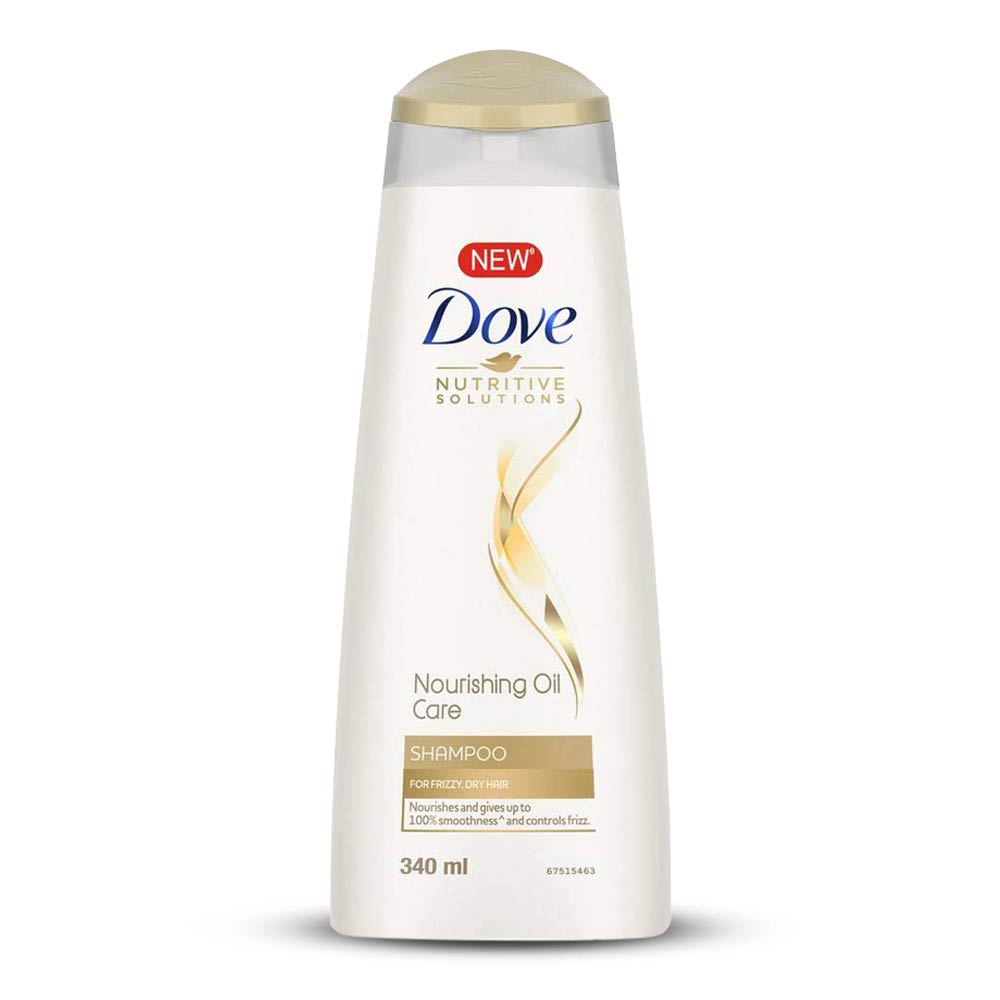 NEW®
Dove
NUTRITIVE
SOLUTIONS
Nourishing Oil
Care
SHAMPOO
FOR FRIZZY, DRY HAIR
Nourishes and gives up to
100% smoothness^ and controls frizz.
340 ml
67515463